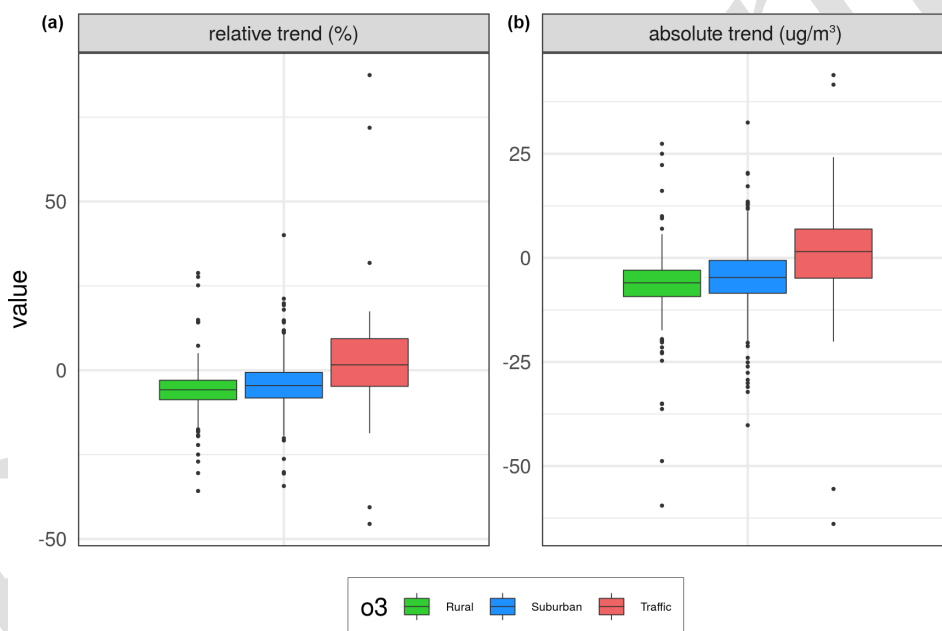 (a) relative trend (%)
(b) absolute trend (ug/m³)
value
50
0
-50
25
0
-25
-50
o3 Rural Suburban Traffic